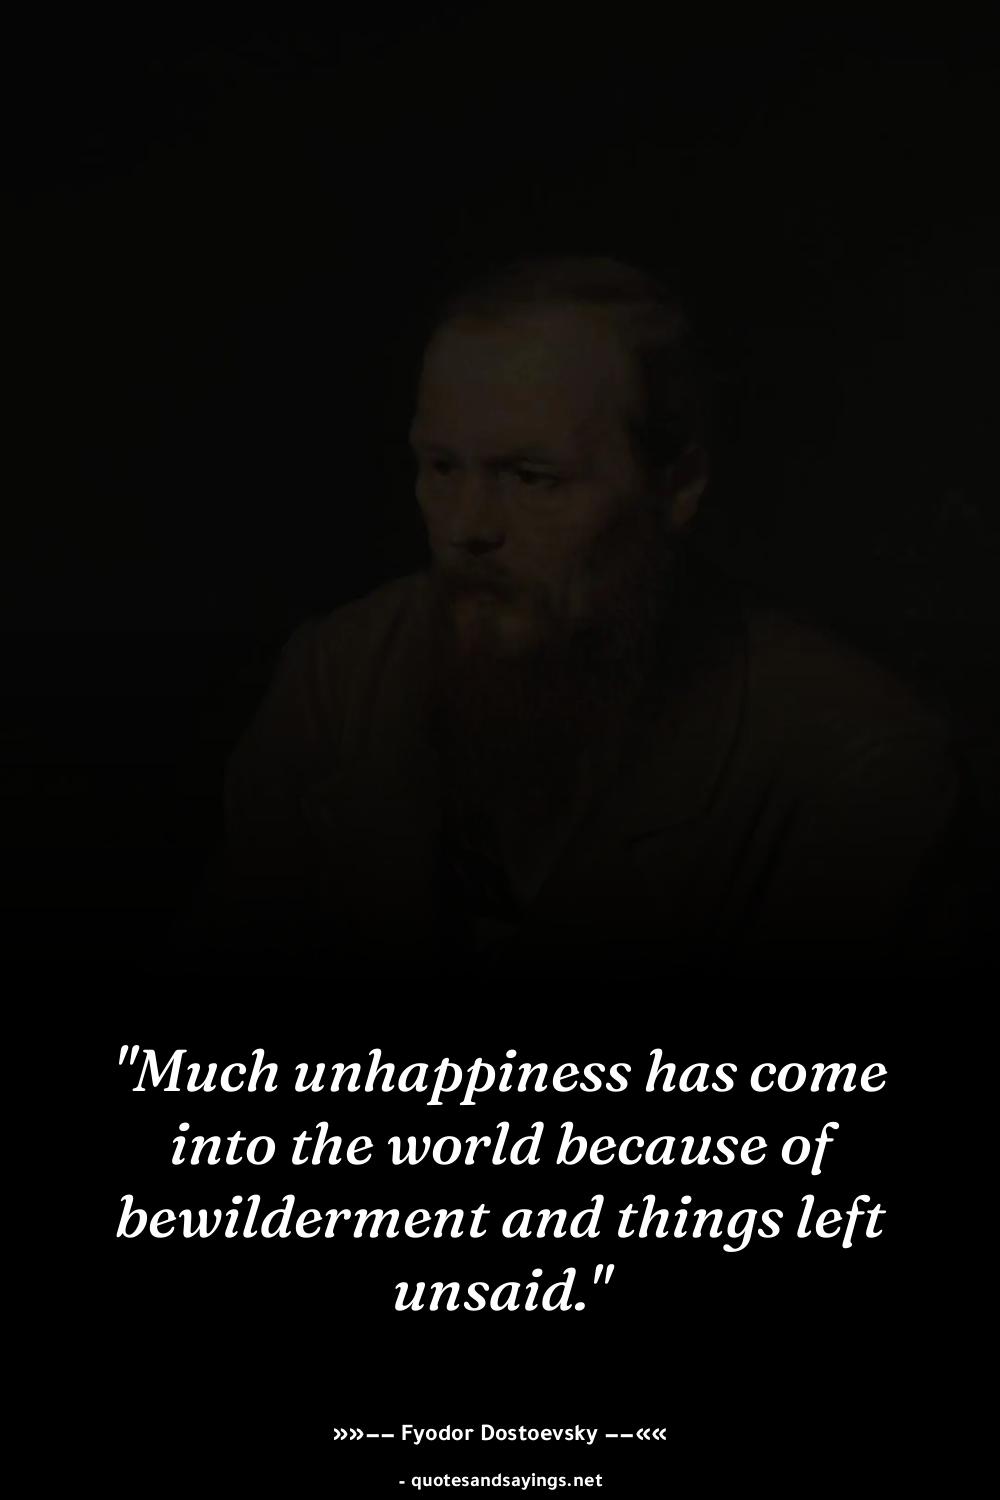 "Much unhappiness has come
into the world because of
bewilderment and things left
unsaid."
»»–– Fyodor Dostoevsky ––««
- quotesandsayings.net